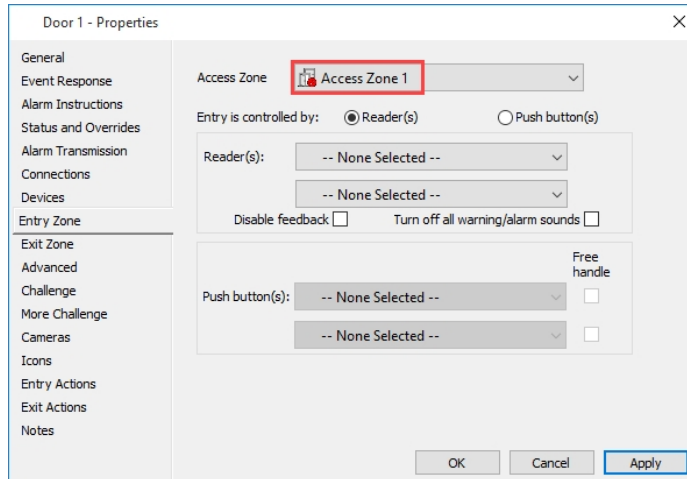 Door 1 - Properties
General
Event Response
Alarm Instructions
Status and Overrides
Alarm Transmission
Connections
Devices
Entry Zone
Exit Zone
Advanced
Challenge
More Challenge
Cameras
Icons
Entry Actions
Exit Actions
Notes
Access Zone Access Zone 1
Entry is controlled by: Reader(s) Push button(s)
Reader(s): -- None Selected --
-- None Selected --
Disable feedback Turn off all warning/alarm sounds
Free
handle
Push button(s): -- None Selected --
-- None Selected --
OK Cancel Apply